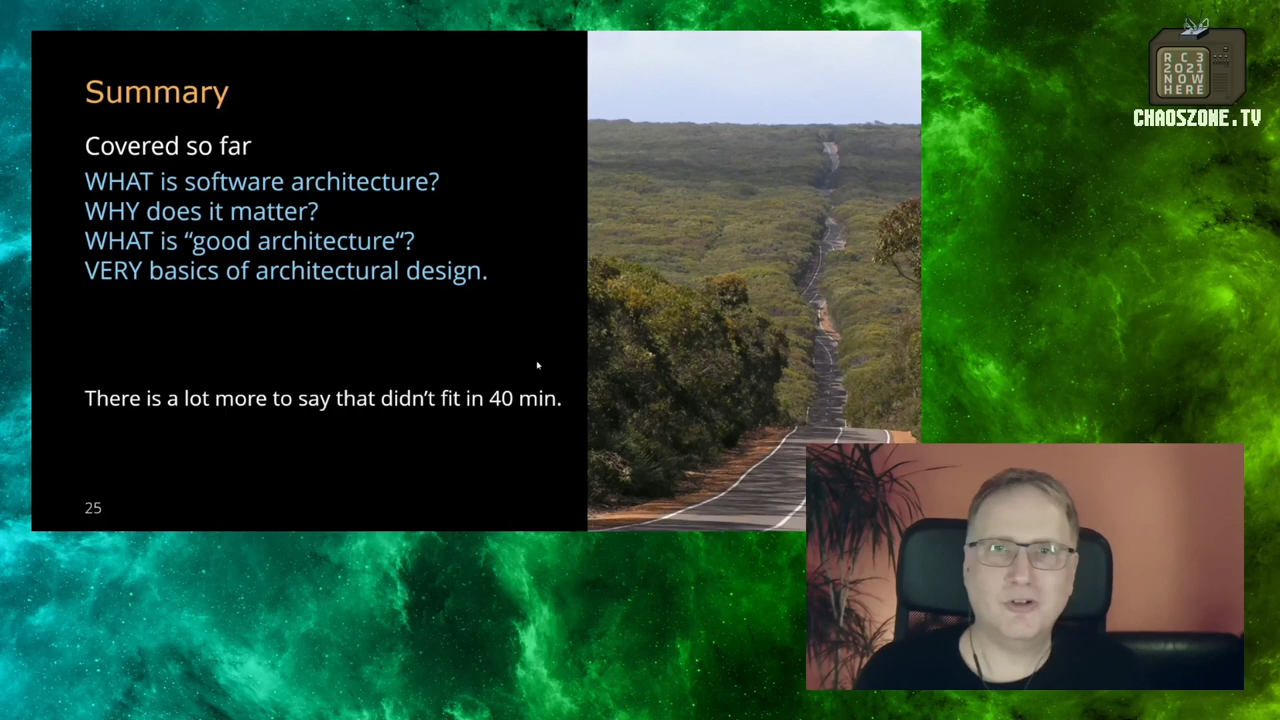 Summary
Covered so far
WHAT is software architecture?
WHY does it matter?
WHAT is “good architecture“?
VERY basics of architectural design.
There is a lot more to say that didn’t fit in 40 min.
25
RC3
2021
NOW
HERE
CHAOSZONE.TV